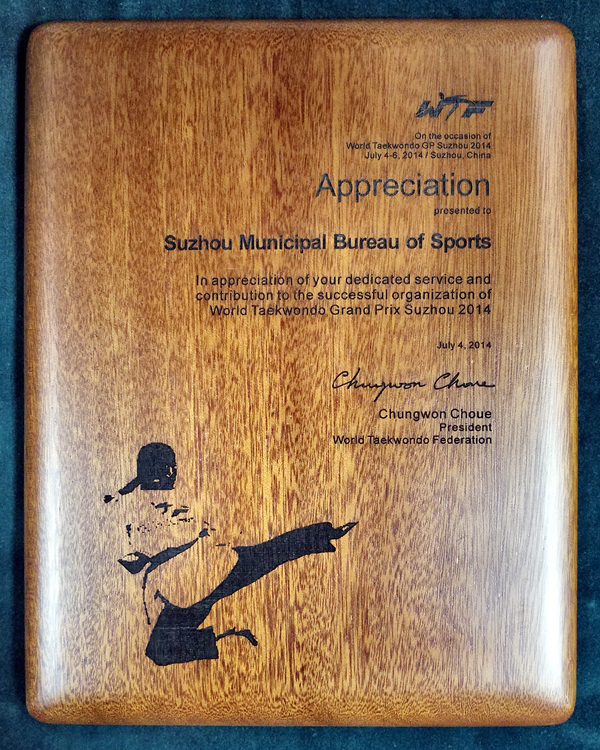 WTF
On the occasion of
World Taekwondo GP Suzhou 2014
July 4-6, 2014 / Suzhou, China
Appreciation
presented to
Suzhou Municipal Bureau of Sports
In appreciation of your dedicated service and
contribution to the successful organization of
World Taekwondo Grand Prix Suzhou 2014
July 4, 2014
Chungwon Choue
Chungwon Choue
President
World Taekwondo Federation